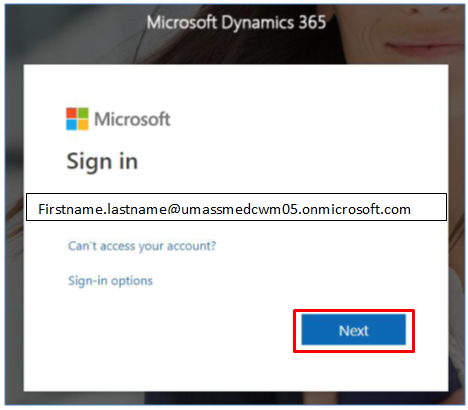 Microsoft Dynamics 365
Microsoft
Sign in
Firstname.lastname@umassmedcwm05.onmicrosoft.com
Can't access your account?
Sign-in options
Next